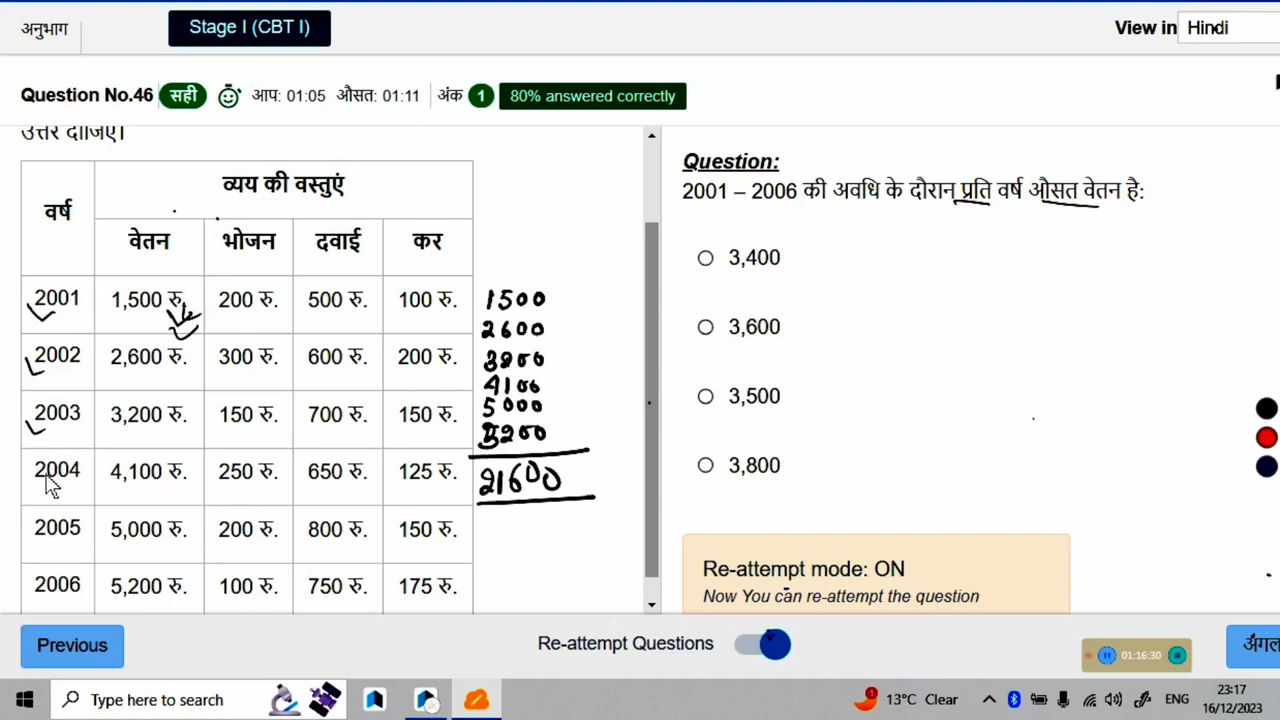 अनुभाग
Stage I (CBT I)
View in Hindi
Question No.46 सही आप: 01:05 औसत: 01:11 अंक 1 80% answered correctly
उत्तर दीजिए।
वर्ष व्यय की वस्तुएं
वेतन भोजन दवाई कर
2001 1,500 रु. 200 रु. 500 रु. 100 रु.
2002 2,600 रु. 300 रु. 600 रु. 200 रु.
2003 3,200 रु. 150 रु. 700 रु. 150 रु.
2004 4,100 रु. 250 रु. 650 रु. 125 रु.
2005 5,000 रु. 200 रु. 800 रु. 150 रु.
2006 5,200 रु. 100 रु. 750 रु. 175 रु.
1500
2600
3200
4100
5000
5200
21600
Question:
2001 – 2006 की अवधि के दौरान प्रति वर्ष औसत वेतन है:
3,400
3,600
3,500
3,800
Re-attempt mode: ON
Now You can re-attempt the question
Previous
Re-attempt Questions
01:16:30
Type here to search
1
13°C Clear
ENG
23:17
16/12/2023